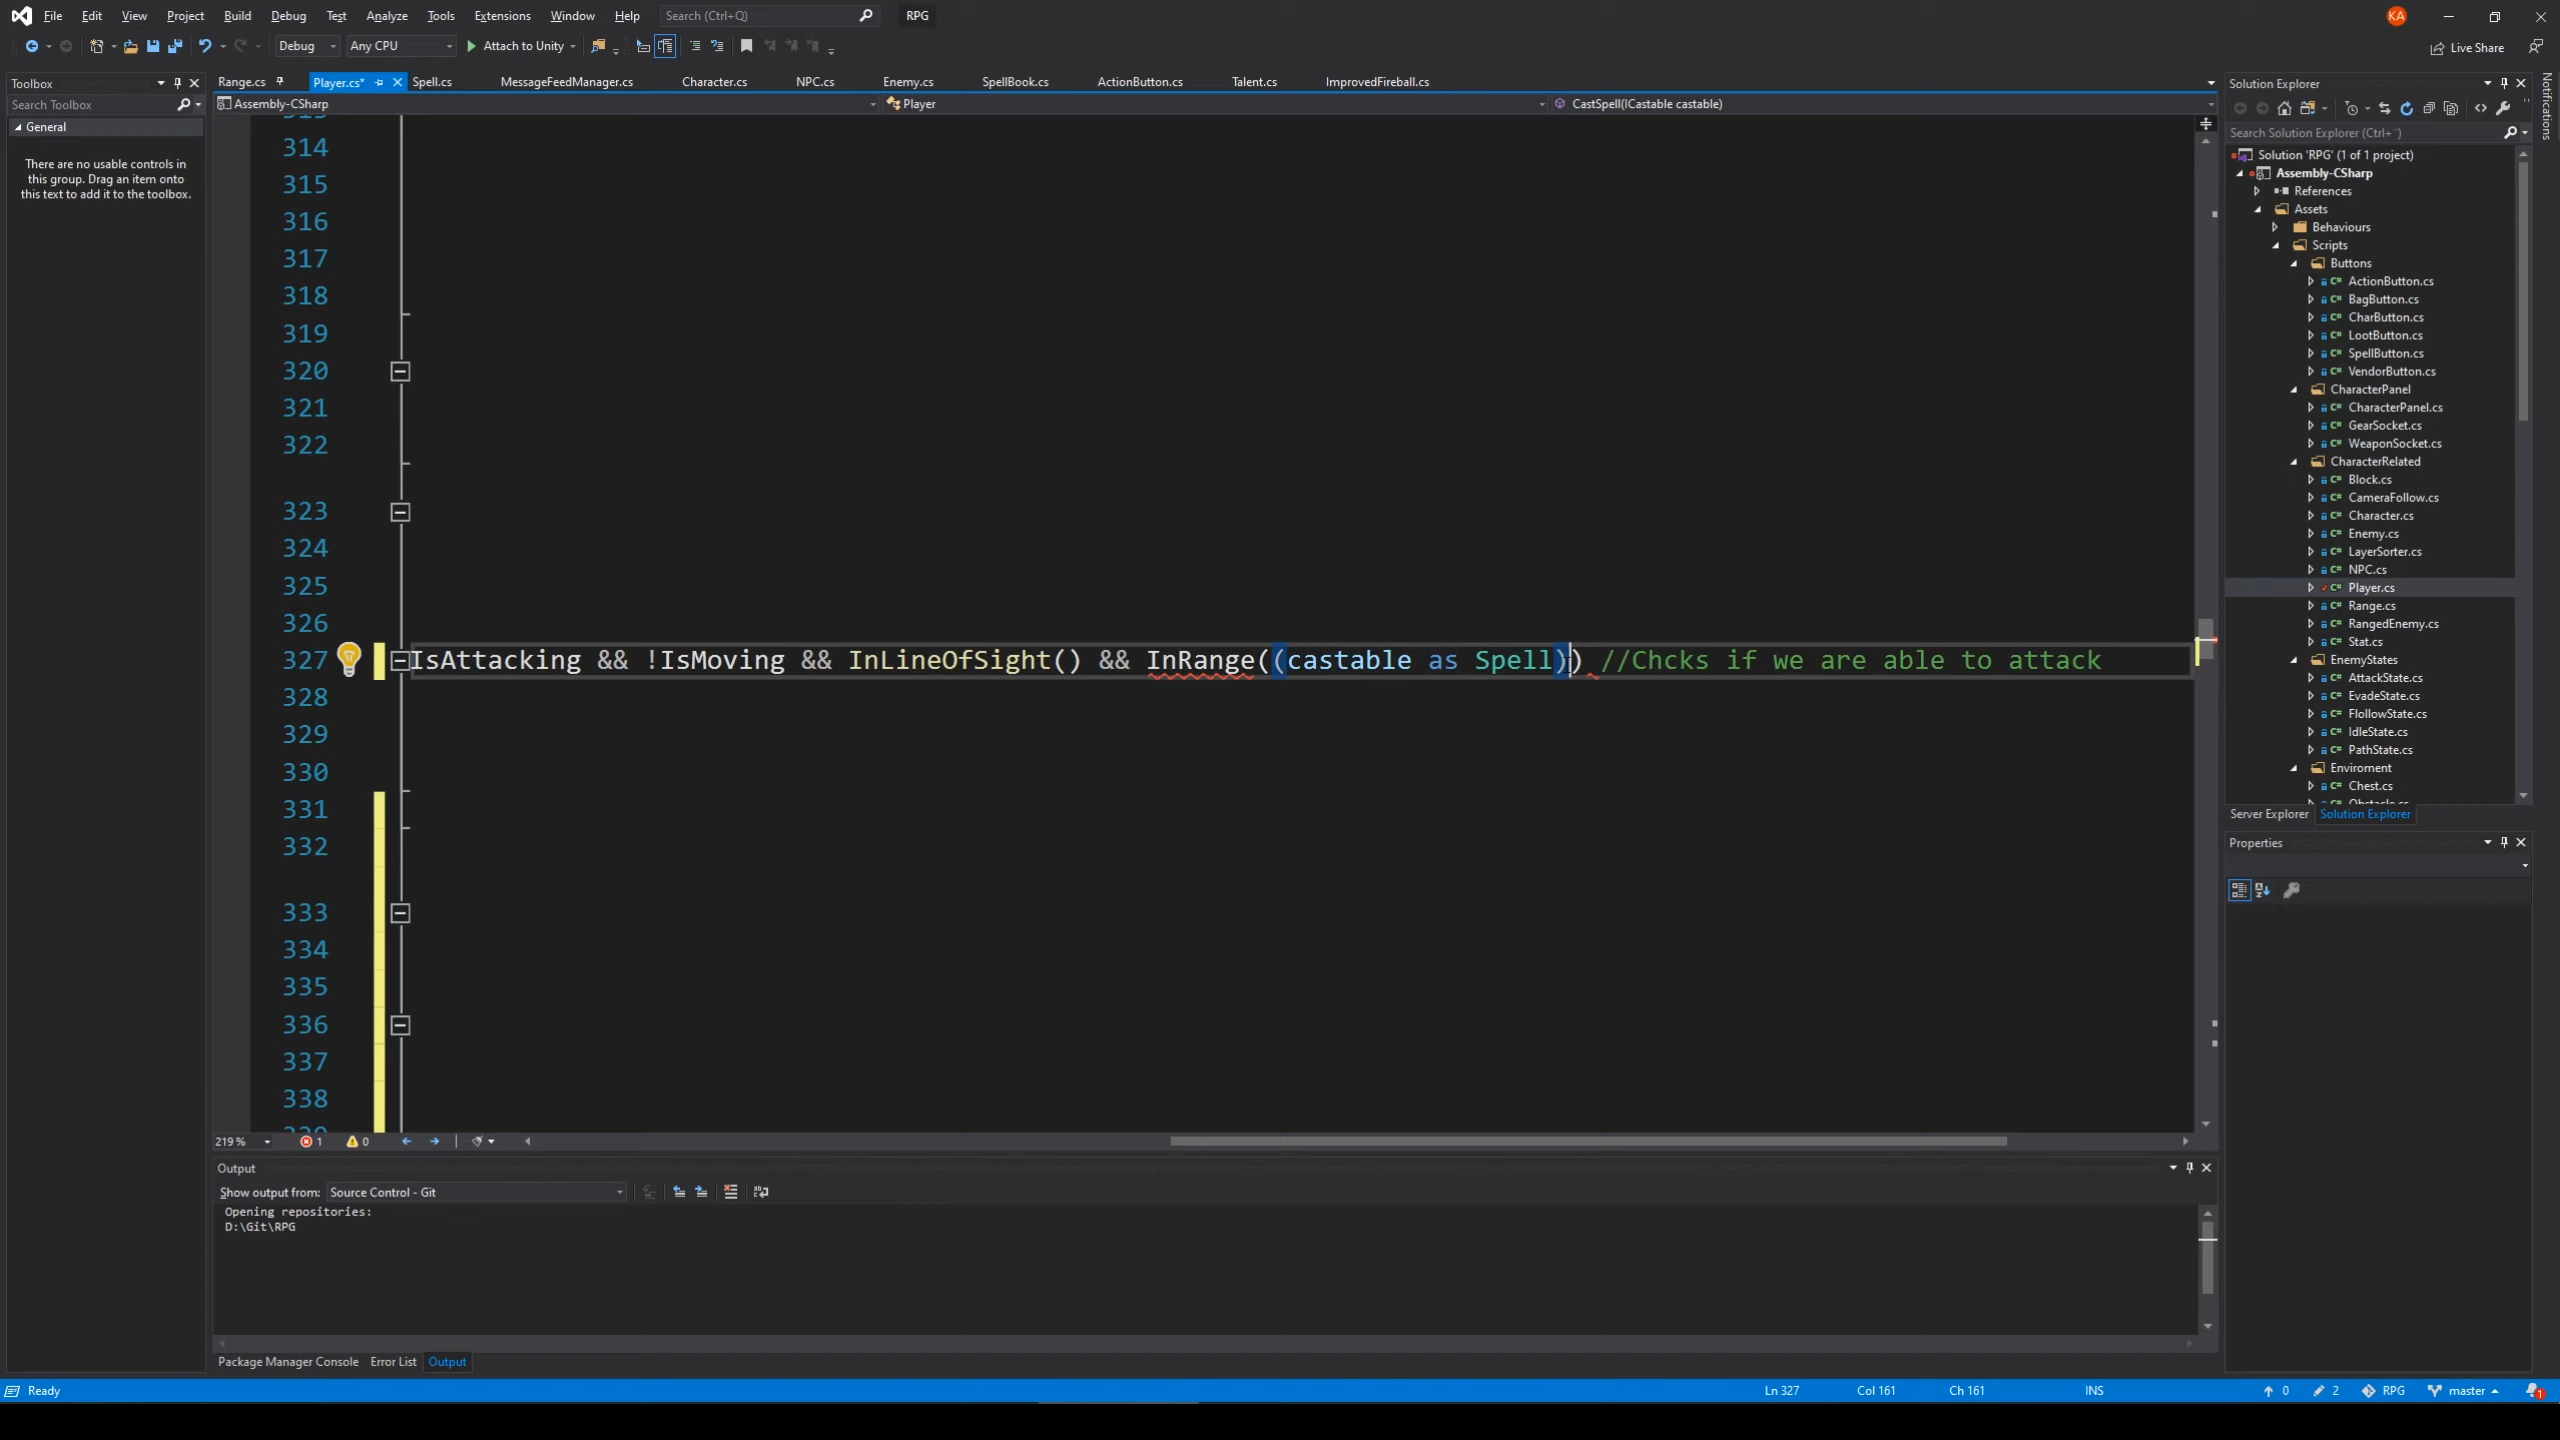 File Edit View Project Build Debug Test Analyze Tools Extensions Window Help Search (Ctrl+Q) RPG KA
Debug Any CPU Attach to Unity Live Share
Toolbox
Search Toolbox
General
There are no usable controls in
this group. Drag an item onto
this text to add it to the toolbox.
Range.cs Player.cs* Spell.cs MessageFeedManager.cs Character.cs NPC.cs Enemy.cs SpellBook.cs ActionButton.cs Talent.cs ImprovedFireball.cs
Assembly-CSharp Player CastSpell(ICastable castable)
314
315
316
317
318
319
320
321
322
323
324
325
326
327 IsAttacking && !IsMoving && InLineOfSight() && InRange((castable as Spell)) //Chcks if we are able to attack
328
329
330
331
332
333
334
335
336
337
338
219 % 1 0
Output
Show output from: Source Control - Git
Opening repositories:
D:\Git\RPG
Package Manager Console Error List Output
Solution Explorer
Search Solution Explorer (Ctrl+¨)
Solution 'RPG' (1 of 1 project)
Assembly-CSharp
References
Assets
Behaviours
Scripts
Buttons
ActionButton.cs
BagButton.cs
CharButton.cs
LootButton.cs
SpellButton.cs
VendorButton.cs
CharacterPanel
CharacterPanel.cs
GearSocket.cs
WeaponSocket.cs
CharacterRelated
Block.cs
CameraFollow.cs
Character.cs
Enemy.cs
LayerSorter.cs
NPC.cs
Player.cs
Range.cs
RangedEnemy.cs
Stat.cs
EnemyStates
AttackState.cs
EvadeState.cs
FlollowState.cs
IdleState.cs
PathState.cs
Enviroment
Chest.cs
Obstacle.cs
Server Explorer Solution Explorer
Properties
Notifications
Ready Ln 327 Col 161 Ch 161 INS 0 2 RPG master 1